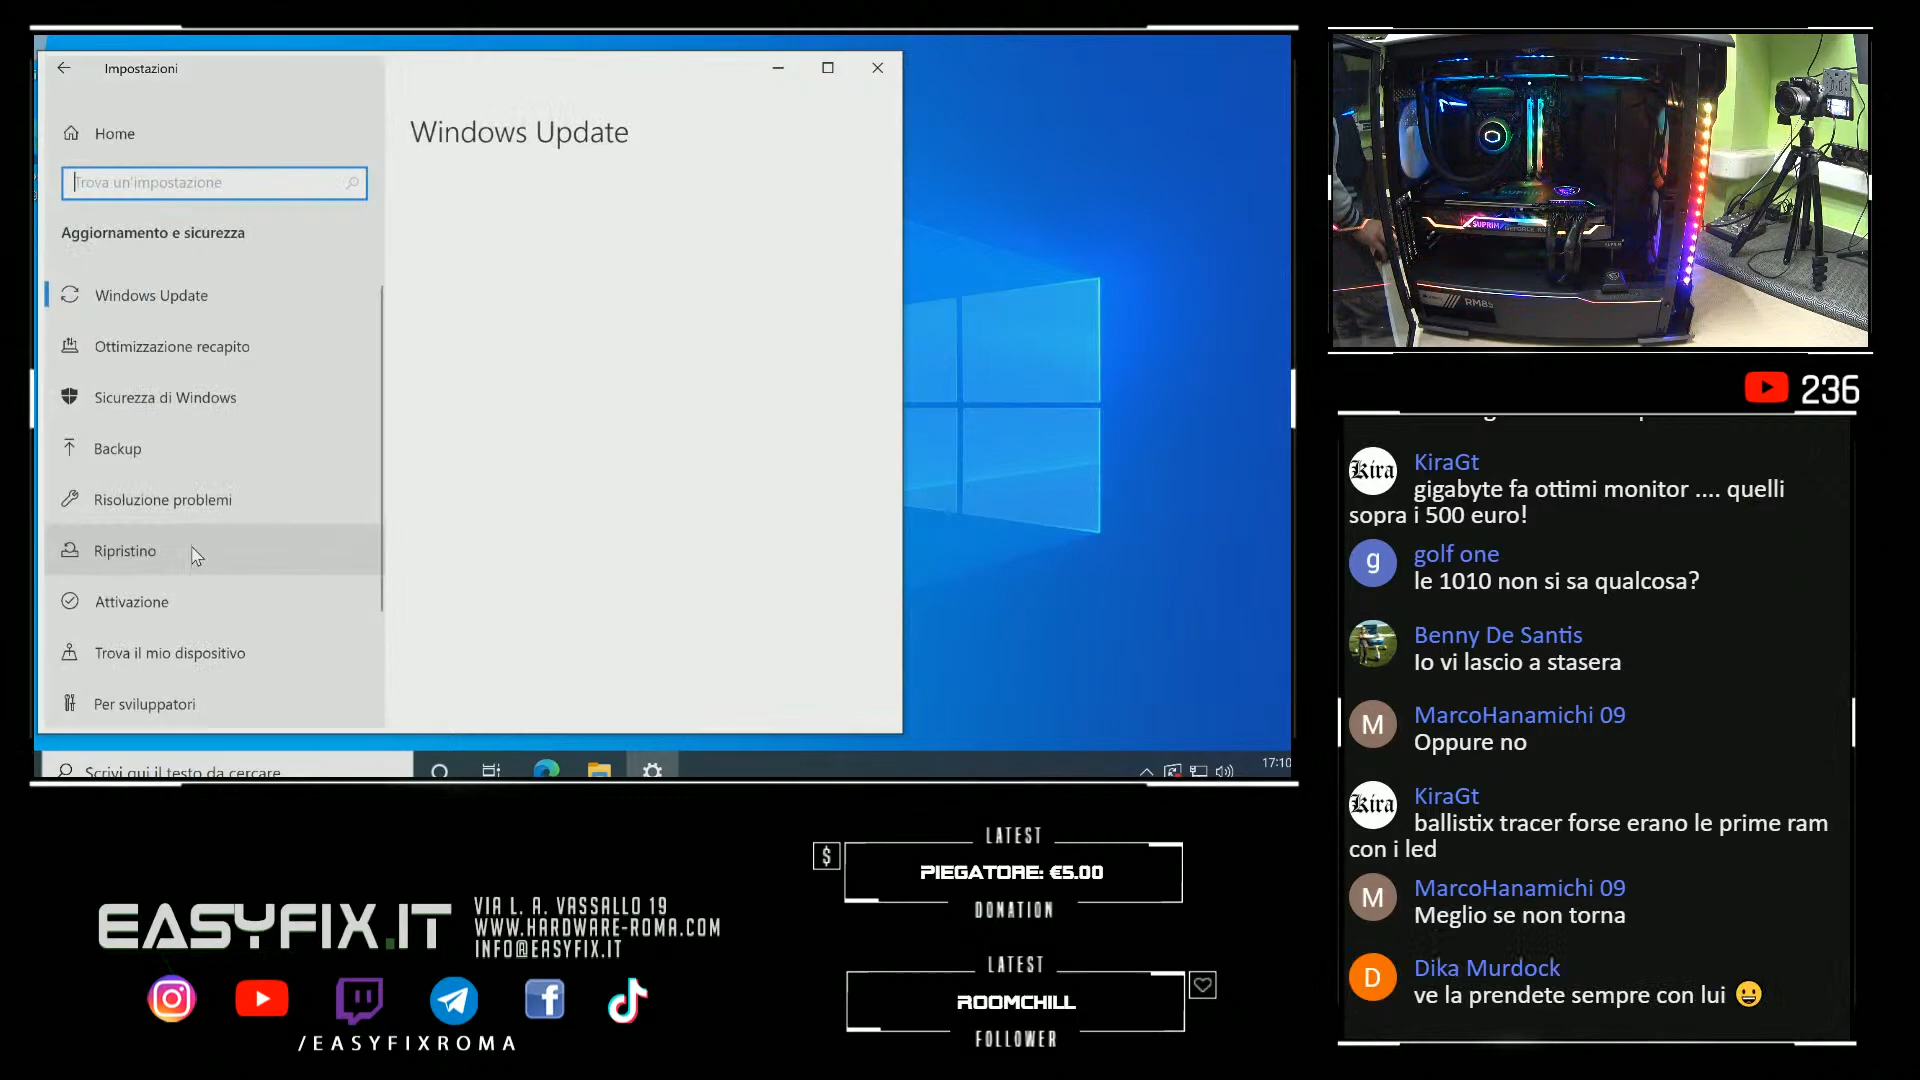 Impostazioni
Home
Trova un'impostazione
Aggiornamento e sicurezza
Windows Update
Ottimizzazione recapito
Sicurezza di Windows
Backup
Risoluzione problemi
Ripristino
Attivazione
Trova il mio dispositivo
Per sviluppatori
Windows Update
Scrivi qui il testo da cercare
17:10
SUPRIM
GEFORCE RTX
RM85
236
KiraGt
gigabyte fa ottimi monitor .... quelli
sopra i 500 euro!
g
golf one
le 1010 non si sa qualcosa?
Benny De Santis
Io vi lascio a stasera
M
MarcoHanamichi 09
Oppure no
Kira
KiraGt
ballistix tracer forse erano le prime ram
con i led
M
MarcoHanamichi 09
Meglio se non torna
D
Dika Murdock
ve la prendete sempre con lui 😀
EASYFIX.IT
VIA L. A. VASSALLO 19
WWW.HARDWARE-ROMA.COM
INFO@EASYFIX.IT
/EASYFIXROMA
$
LATEST
PIEGATORE: €5.00
DONATION
LATEST
ROOMCHILL
FOLLOWER